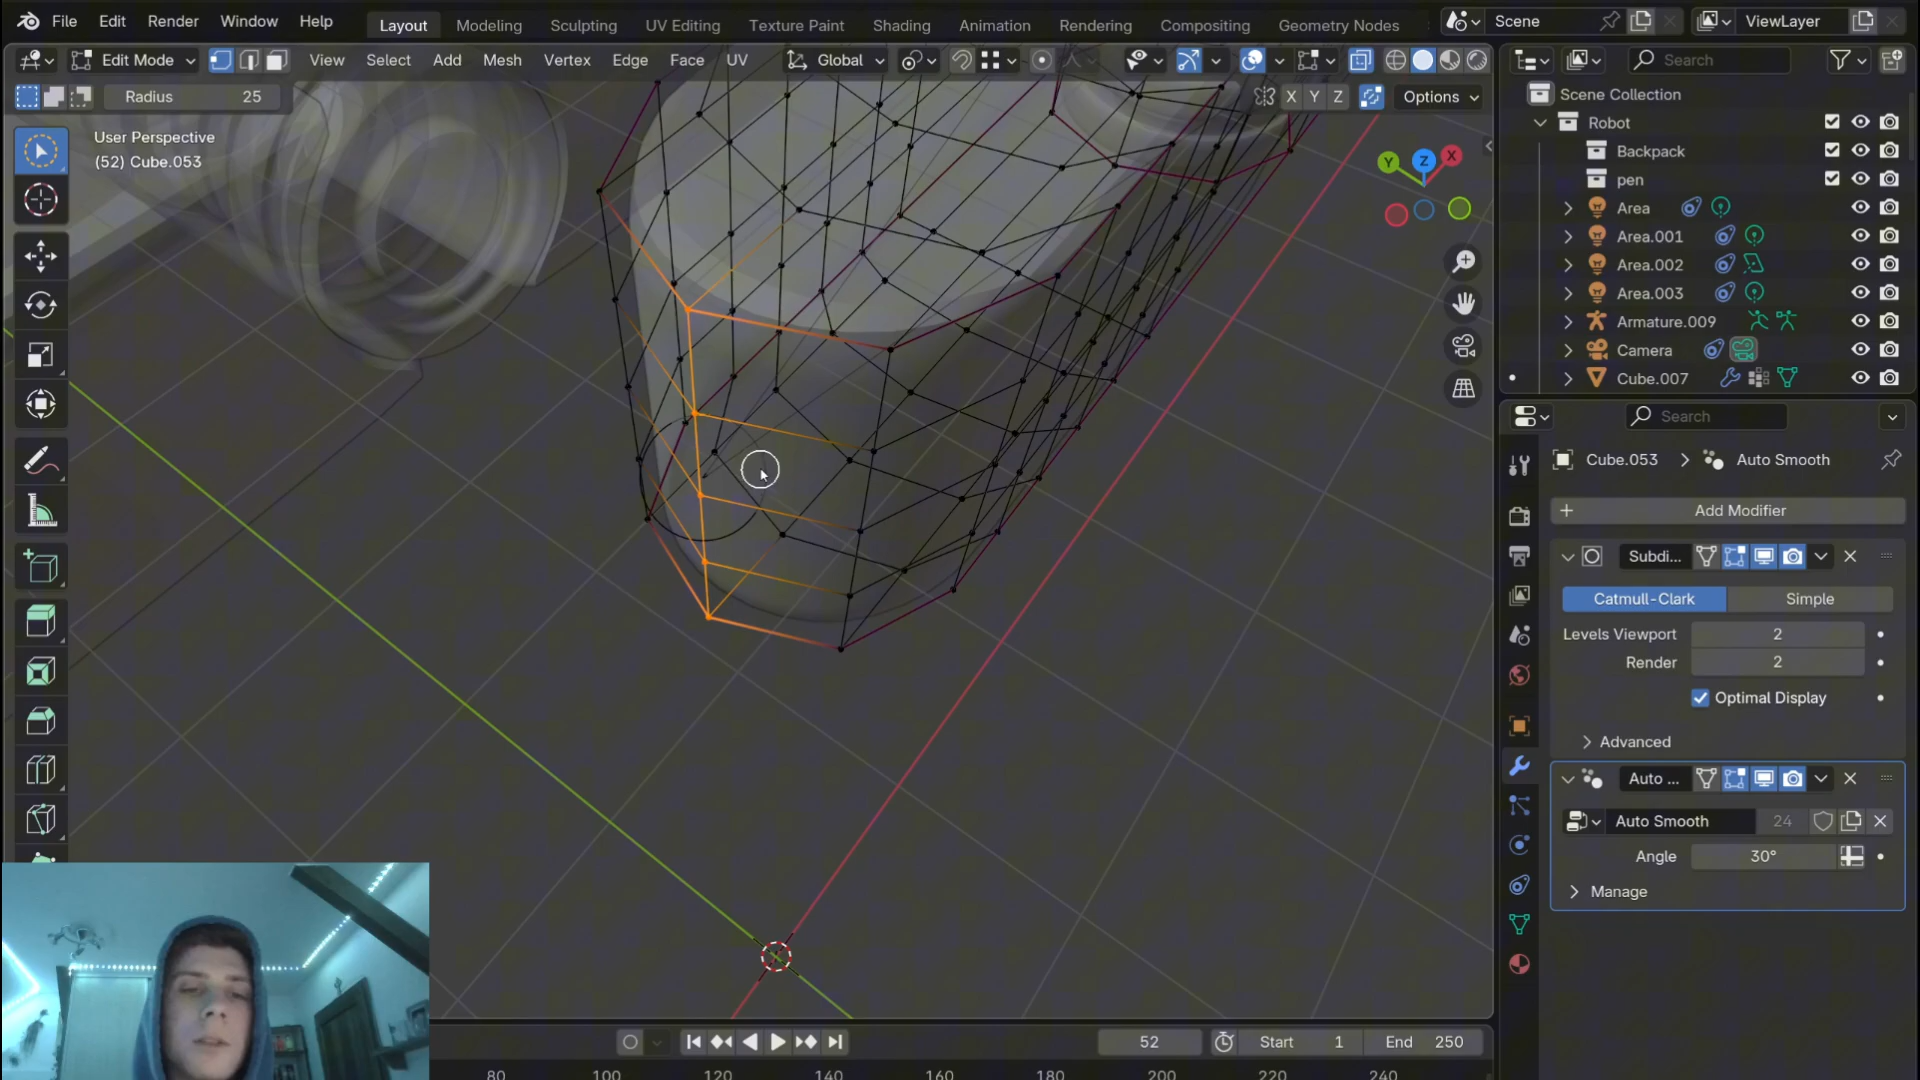 File Edit Render Window Help Layout Modeling Sculpting UV Editing Texture Paint Shading Animation Rendering Compositing Geometry Nodes Scene ViewLayer
Edit Mode View Select Add Mesh Vertex Edge Face UV Global Search
Radius 25 X Y Z Options
User Perspective
(52) Cube.053
Y Z X
Scene Collection
Robot
Backpack
pen
Area
Area.001
Area.002
Area.003
Armature.009
Camera
Cube.007
Search
Cube.053 Auto Smooth
Add Modifier
Subdi...
Catmull-Clark Simple
Levels Viewport 2
Render 2
Optimal Display
Advanced
Auto ...
Auto Smooth 24
Angle 30°
Manage
52 Start 1 End 250
80 100 120 140 160 180 200 220 240